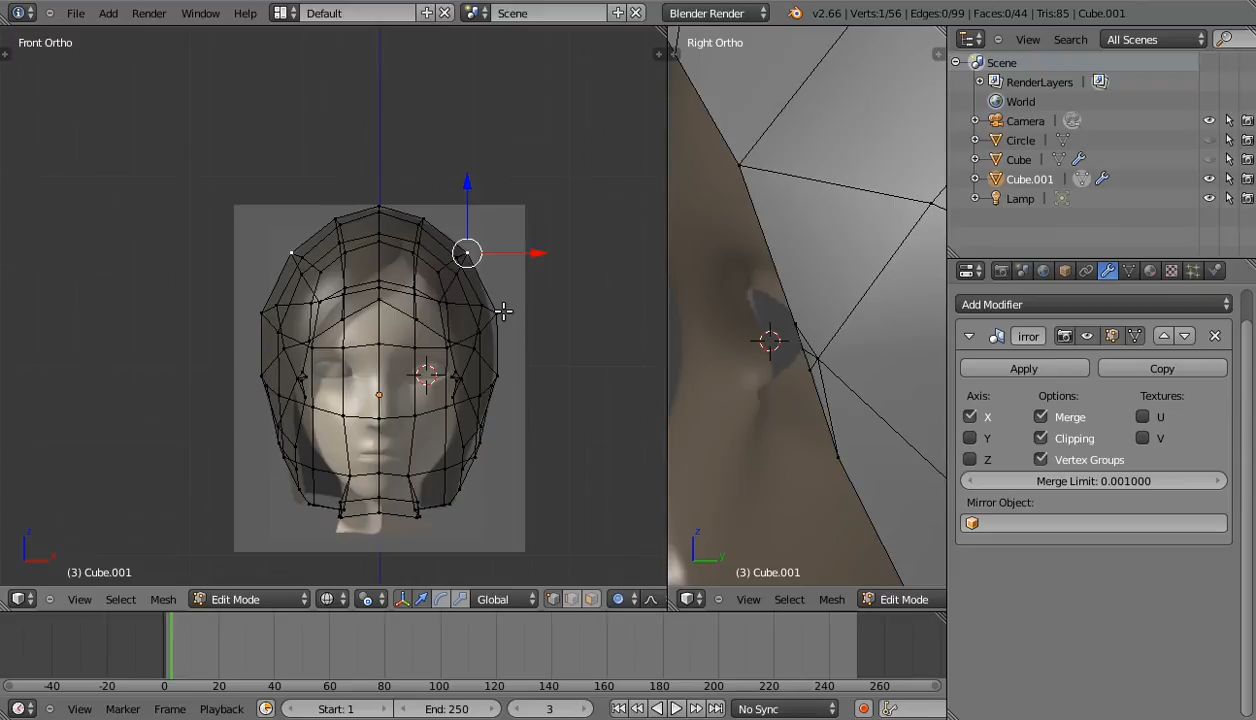 File Add Render Window Help Default Scene Blender Render v2.66 | Verts:1/56 | Edges:0/99 | Faces:0/44 | Tris:85 | Cube.001
Front Ortho
Right Ortho
View Search All Scenes
Scene
RenderLayers
World
Camera
Circle
Cube
Cube.001
Lamp
Add Modifier
irror
Apply Copy
Axis: Options: Textures:
X Merge U
Y Clipping V
Z Vertex Groups
Merge Limit: 0.001000
Mirror Object:
z
x
z
y
(3) Cube.001
(3) Cube.001
View Select Mesh Edit Mode Global
View Select Mesh Edit Mode
-40 -20 0 20 40 60 80 100 120 140 160 180 200 220 240 260
View Marker Frame Playback Start: 1 End: 250 3 No Sync